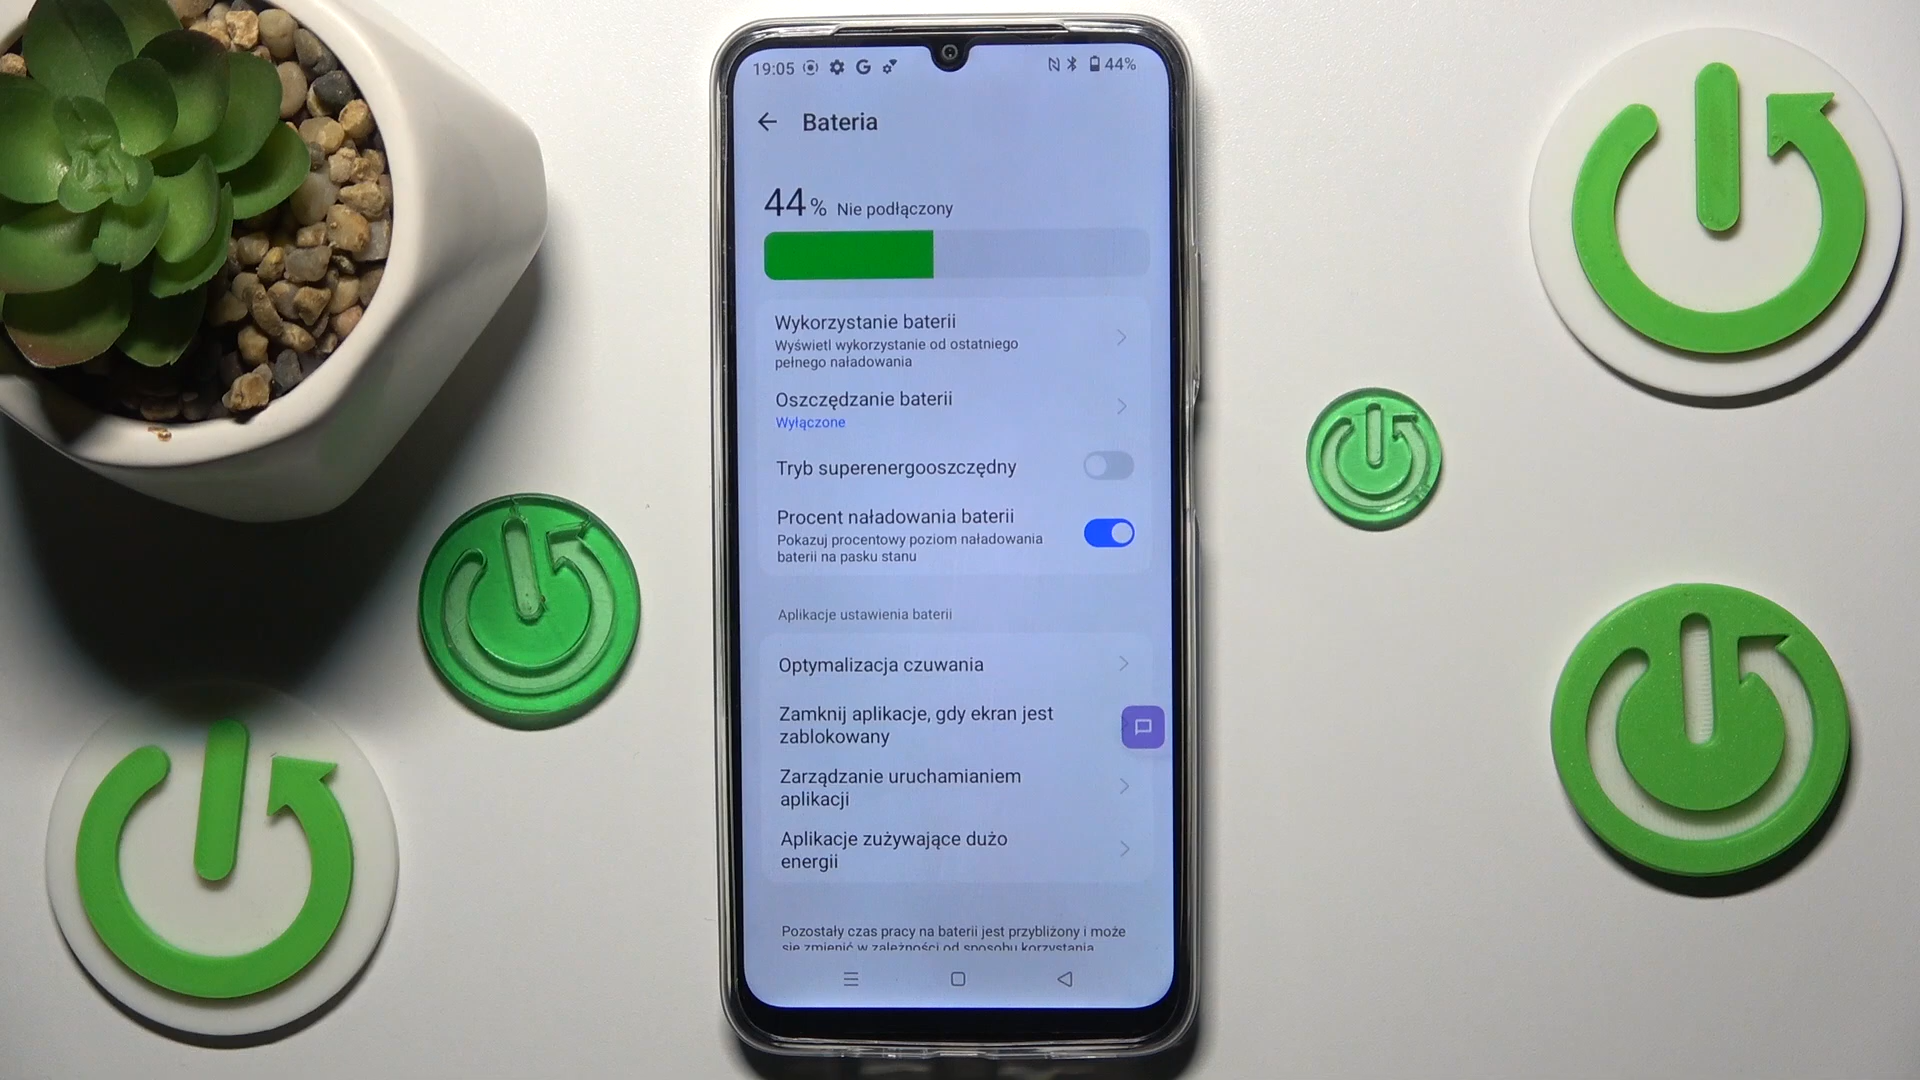 19:05 G 44%
Bateria
44% Nie podłączony
Wykorzystanie baterii
Wyświetl wykorzystanie od ostatniego
pełnego naładowania
Oszczędzanie baterii
Wyłączone
Tryb superenergooszczędny
Procent naładowania baterii
Pokazuj procentowy poziom naładowania
baterii na pasku stanu
Aplikacje ustawienia baterii
Optymalizacja czuwania
Zamknij aplikacje, gdy ekran jest
zablokowany
Zarządzanie uruchamianiem
aplikacji
Aplikacje zużywające dużo
energii
Pozostały czas pracy na baterii jest przybliżony i może
się zmienić w zależności od sposobu korzystania